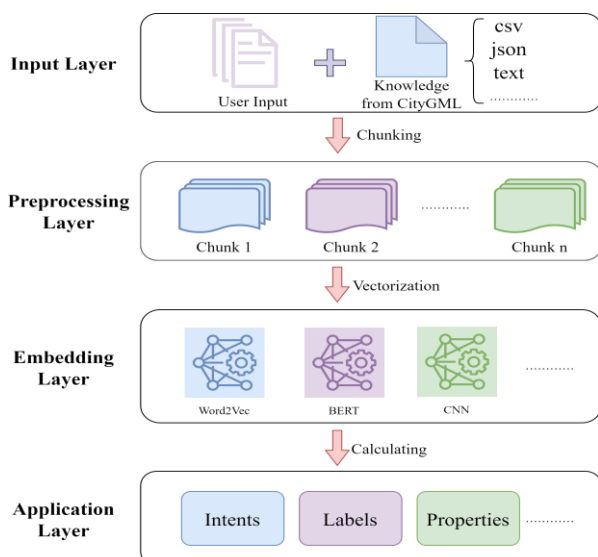 Input Layer
User Input
Knowledge
from CityGML
csv
json
text
............
Chunking
Preprocessing
Layer
Chunk 1
Chunk 2
............
Chunk n
Vectorization
Embedding
Layer
Word2Vec
BERT
CNN
............
Calculating
Application
Layer
Intents
Labels
Properties
............